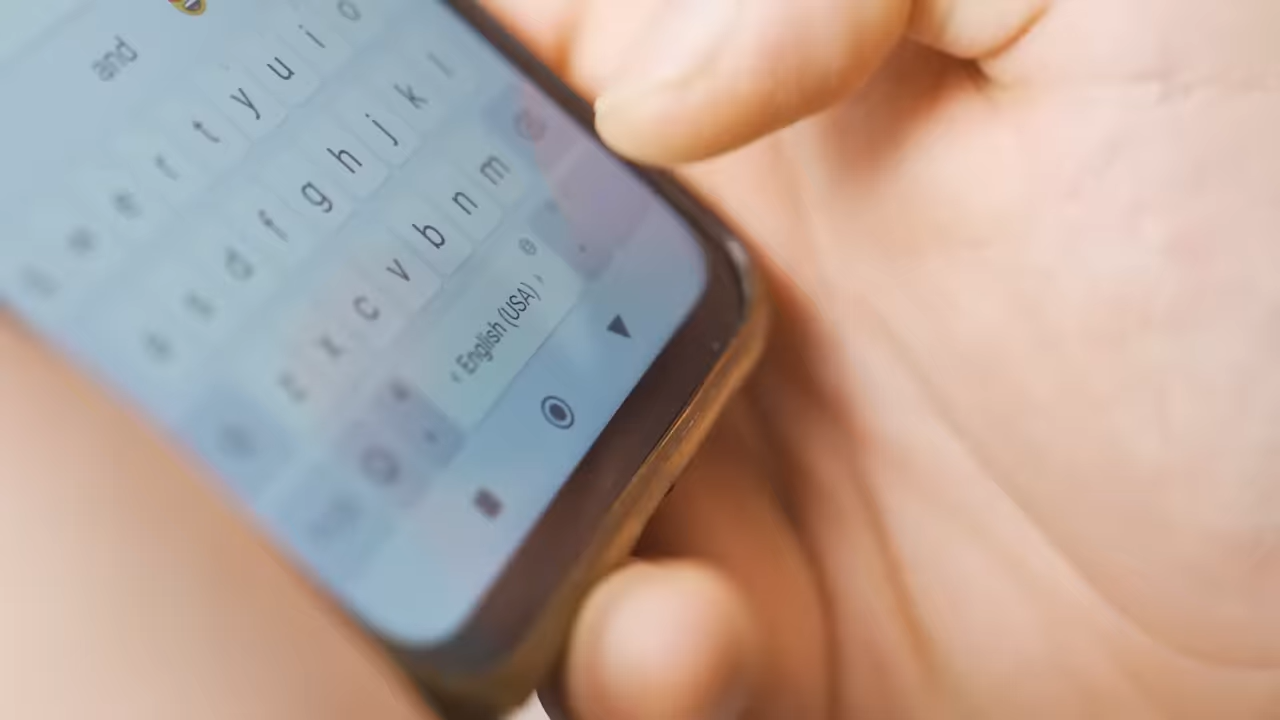 and
e r t y u i o
s d f g h j k l
z x c v b n m
‹ English (USA) ›